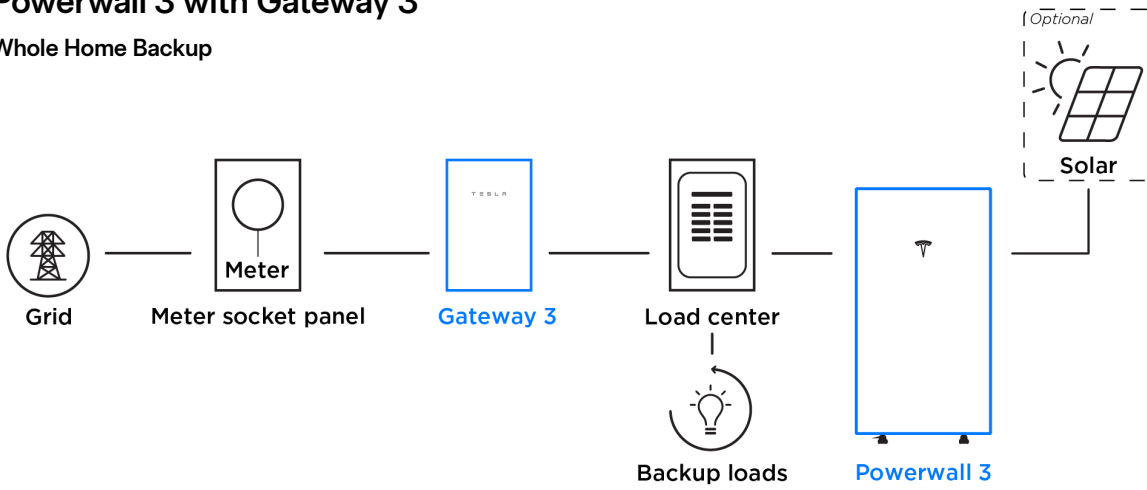 Powerwall 3 with Gateway 3
Whole Home Backup
Optional
Solar
TESLA
Meter
Grid
Meter socket panel
Gateway 3
Load center
Backup loads
Powerwall 3